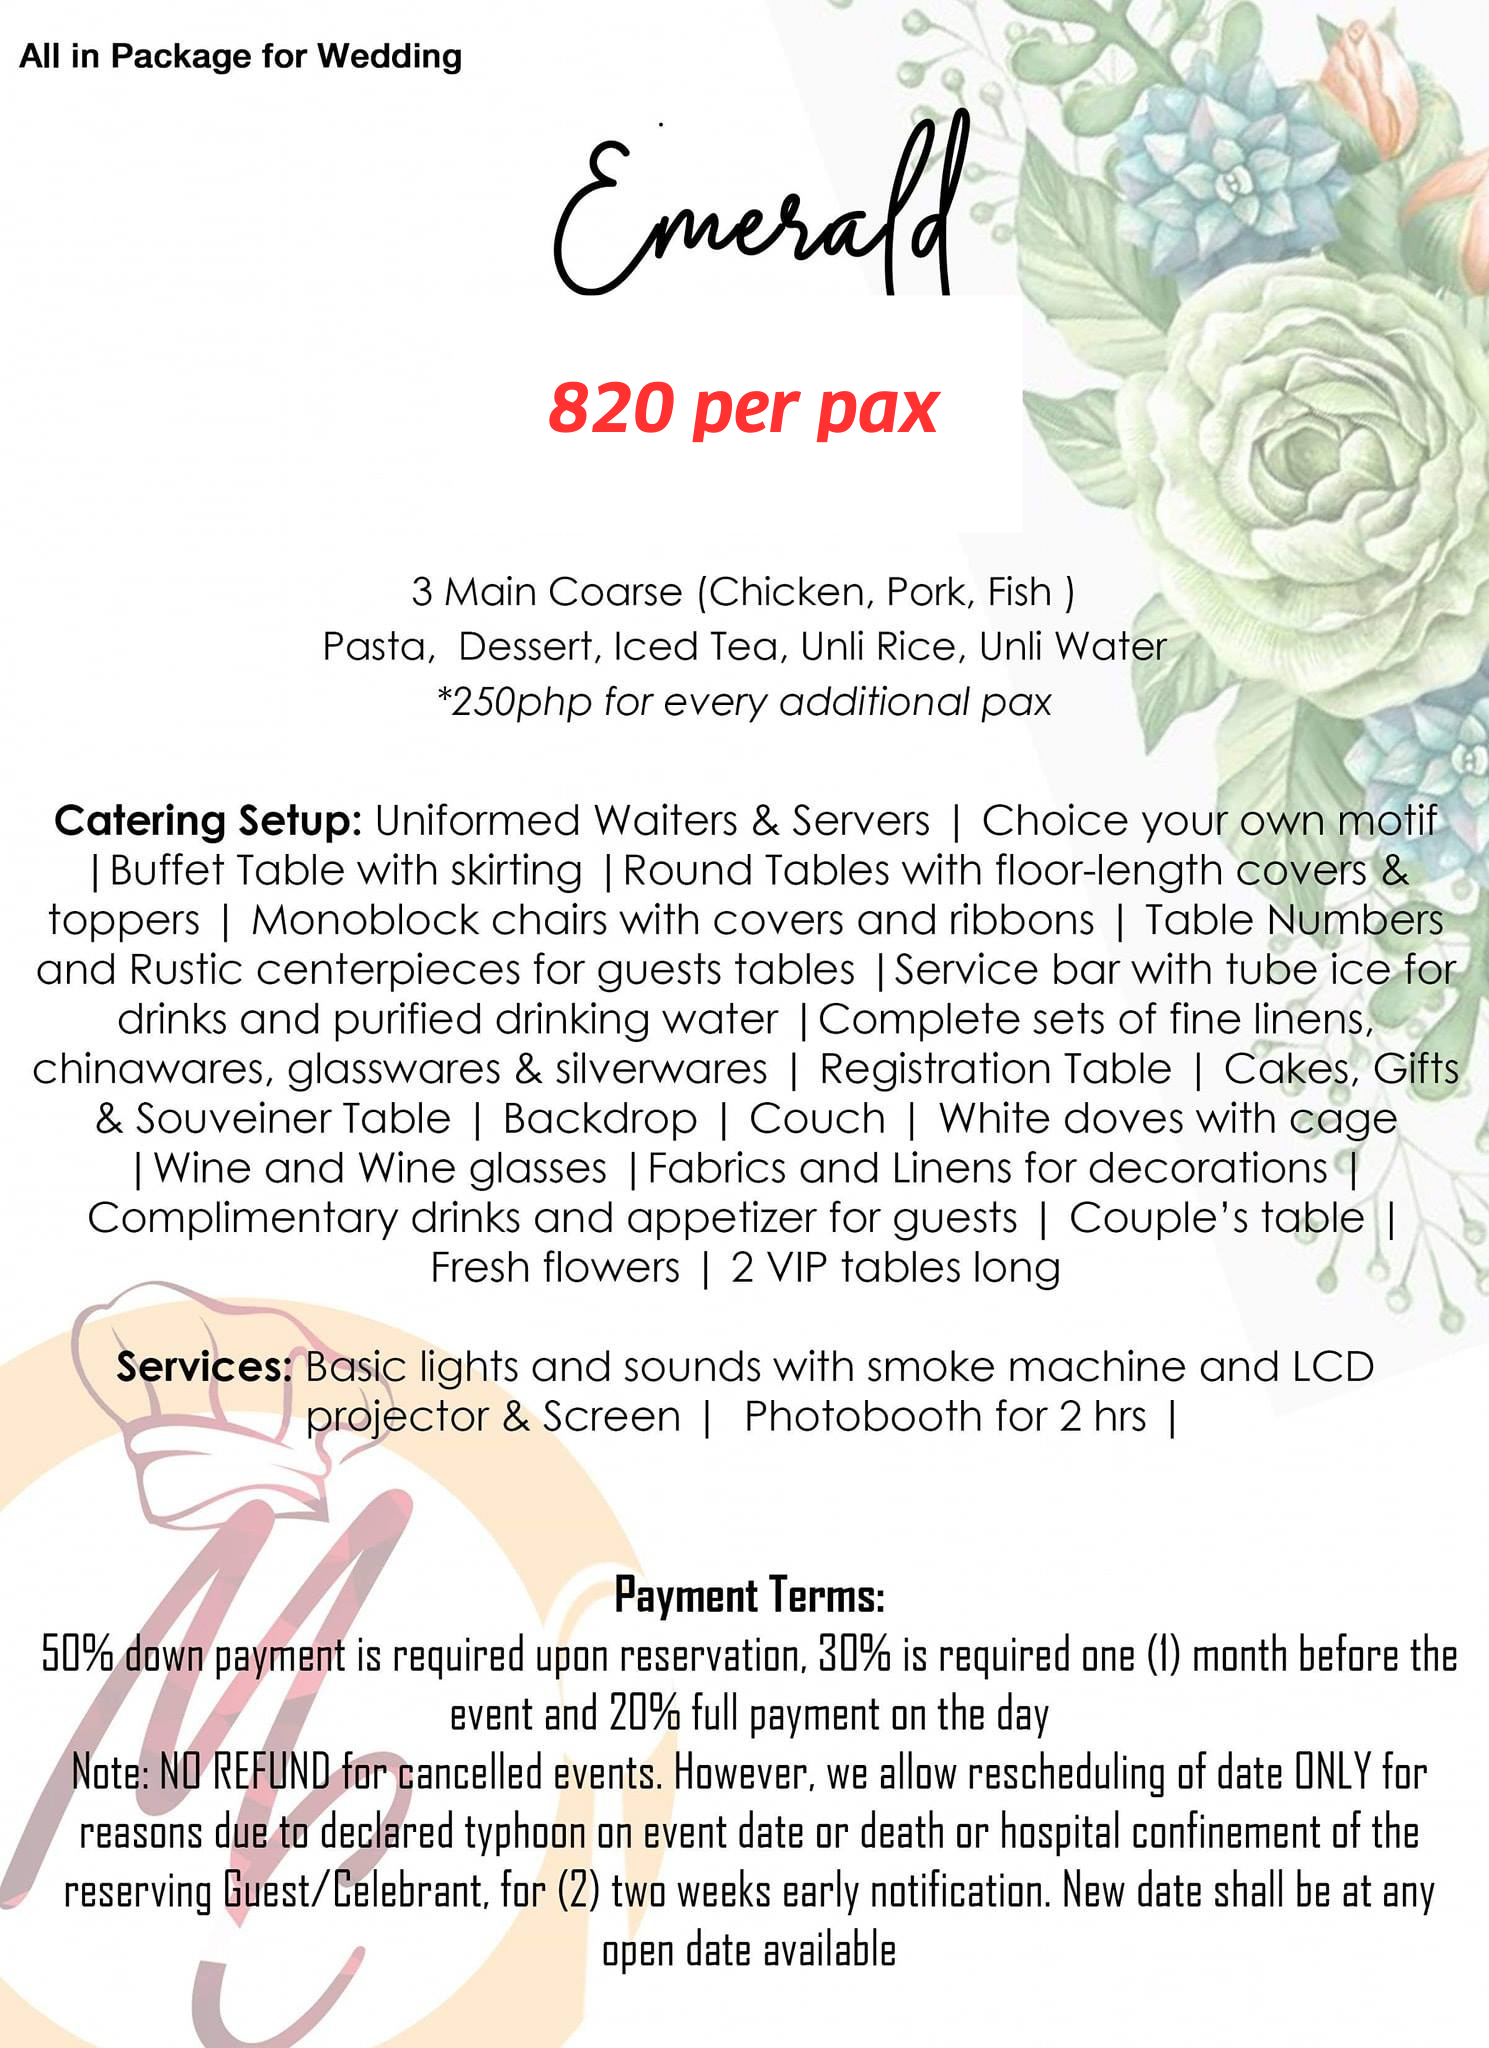 All in Package for Wedding
Emerald
820 per pax
3 Main Coarse (Chicken, Pork, Fish )
Pasta, Dessert, Iced Tea, Unli Rice, Unli Water
*250php for every additional pax
Catering Setup: Uniformed Waiters & Servers | Choice your own motif
|Buffet Table with skirting |Round Tables with floor-length covers &
toppers | Monoblock chairs with covers and ribbons | Table Numbers
and Rustic centerpieces for guests tables |Service bar with tube ice for
drinks and purified drinking water |Complete sets of fine linens,
chinawares, glasswares & silverwares | Registration Table | Cakes, Gifts
& Souveiner Table | Backdrop | Couch | White doves with cage
|Wine and Wine glasses |Fabrics and Linens for decorations |
Complimentary drinks and appetizer for guests | Couple's table |
Fresh flowers | 2 VIP tables long
Services: Basic lights and sounds with smoke machine and LCD
projector & Screen | Photobooth for 2 hrs |
Payment Terms:
50% down payment is required upon reservation, 30% is required one (1) month before the
event and 20% full payment on the day
Note: NO REFUND for cancelled events. However, we allow rescheduling of date ONLY for
reasons due to declared typhoon on event date or death or hospital confinement of the
reserving Guest/Celebrant, for (2) two weeks early notification. New date shall be at any
open date available